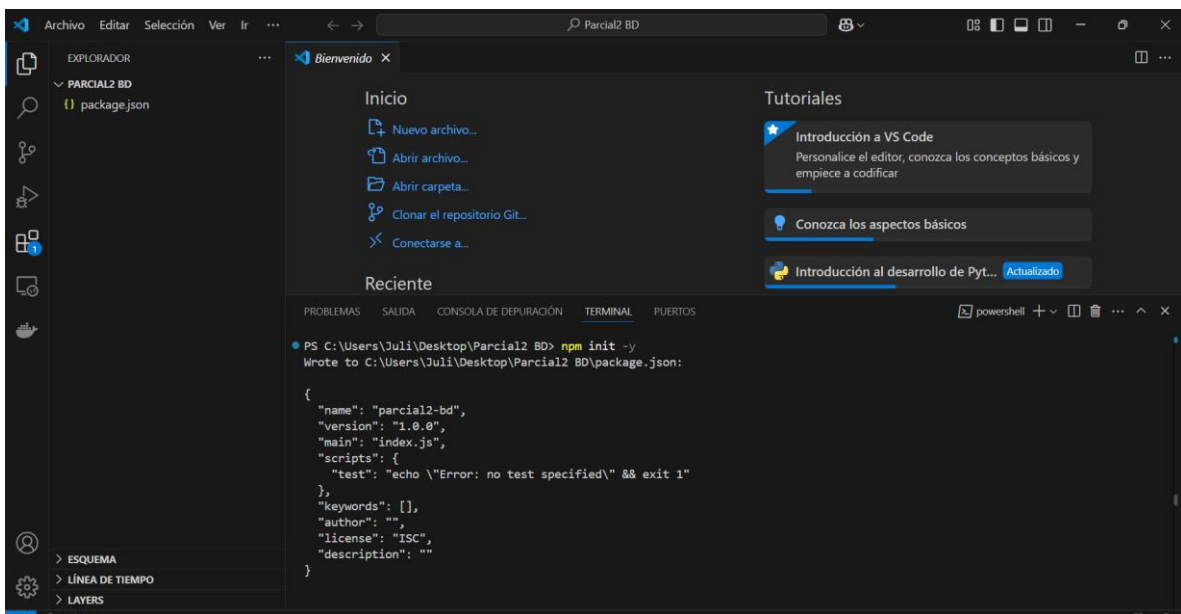 Archivo Editar Selección Ver Ir ···
Parcial2 BD
EXPLORADOR ···
PARCIAL2 BD
{} package.json
Bienvenido
Inicio
Nuevo archivo...
Abrir archivo...
Abrir carpeta...
Clonar el repositorio Git...
Conectarse a...
Reciente
Tutoriales
Introducción a VS Code
Personalice el editor, conozca los conceptos básicos y
empiece a codificar
Conozca los aspectos básicos
Introducción al desarrollo de Pyt... Actualizado
1
PROBLEMAS SALIDA CONSOLA DE DEPURACIÓN TERMINAL PUERTOS
powershell
PS C:\Users\Juli\Desktop\Parcial2 BD> npm init -y
Wrote to C:\Users\Juli\Desktop\Parcial2 BD\package.json:
{
"name": "parcial2-bd",
"version": "1.0.0",
"main": "index.js",
"scripts": {
"test": "echo \"Error: no test specified\" && exit 1"
},
"keywords": [],
"author": "",
"license": "ISC",
"description": ""
}
ESQUEMA
LÍNEA DE TIEMPO
LAYERS